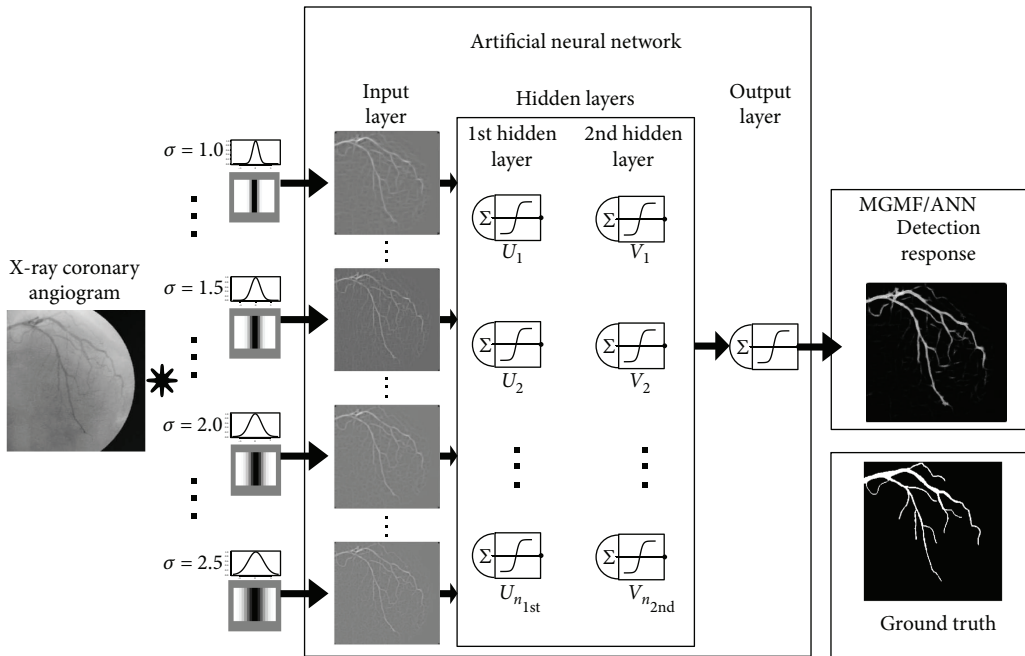 Artificial neural network
Input
layer
Hidden layers
Output
layer
1st hidden
layer
2nd hidden
layer
σ = 1.0
σ = 1.5
σ = 2.0
σ = 2.5
X-ray coronary
angiogram
Σ
U₁
Σ
V₁
Σ
U₂
Σ
V₂
Σ
Uₙ₁ₛₜ
Σ
Vₙ₂ₙd
Σ
MGMF/ANN
Detection
response
Ground truth